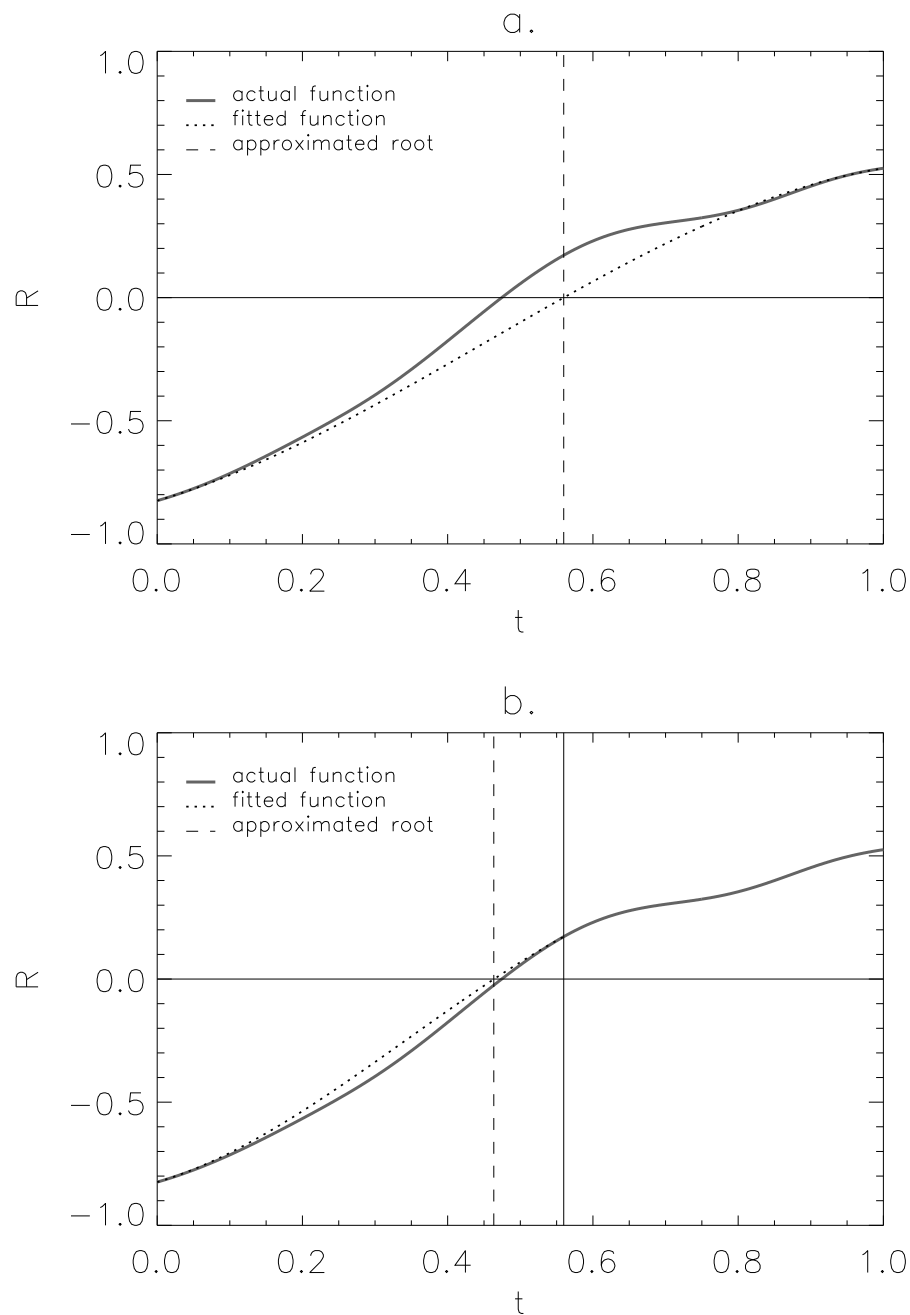 a.
1.0
0.5
0.0
−0.5
−1.0
R
actual function
fitted function
approximated root
0.0 0.2 0.4 0.6 0.8 1.0
t
b.
1.0
0.5
0.0
−0.5
−1.0
R
actual function
fitted function
approximated root
0.0 0.2 0.4 0.6 0.8 1.0
t